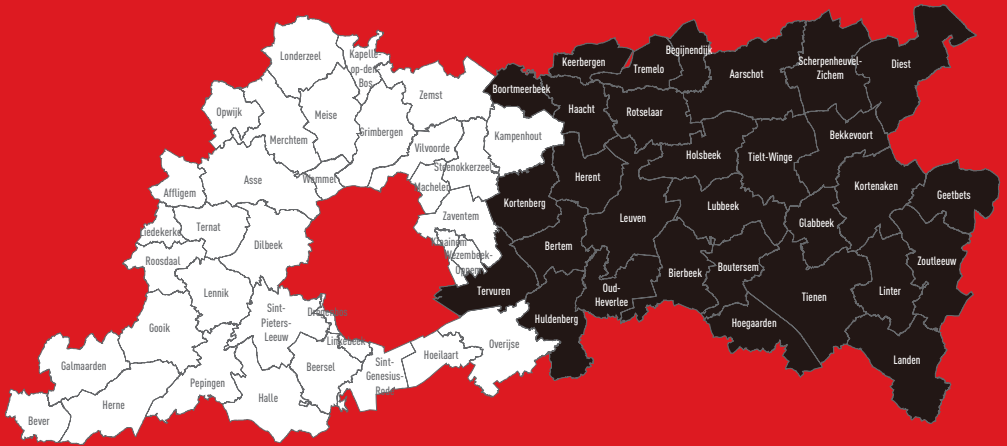 Londerzeel
Kapelle-
op-den-
Bos
Zemst
Opwijk
Meise
Merchtem
Grimbergen
Vilvoorde
Kampenhout
Steenokkerzeel
Machelen
Wemmel
Asse
Affligem
Zaventem
Liedekerke
Ternat
Dilbeek
Kraainem
Wezembeek-
Oppem
Roosdaal
Lennik
Sint-
Pieters-
Leeuw
Drogenbos
Linkebeek
Gooik
Galmaarden
Beersel
Sint-
Genesius-
Rode
Hoeilaart
Overijse
Pepingen
Halle
Herne
Bever
Keerbergen
Tremelo
Begijnendijk
Aarschot
Scherpenheuvel-
Zichem
Diest
Boortmeerbeek
Haacht
Rotselaar
Bekkevoort
Holsbeek
Tielt-Winge
Herent
Kortenaken
Geetbets
Kortenberg
Leuven
Lubbeek
Glabbeek
Bertem
Zoutleeuw
Bierbeek
Boutersem
Tervuren
Oud-
Heverlee
Tienen
Linter
Huldenberg
Hoegaarden
Landen